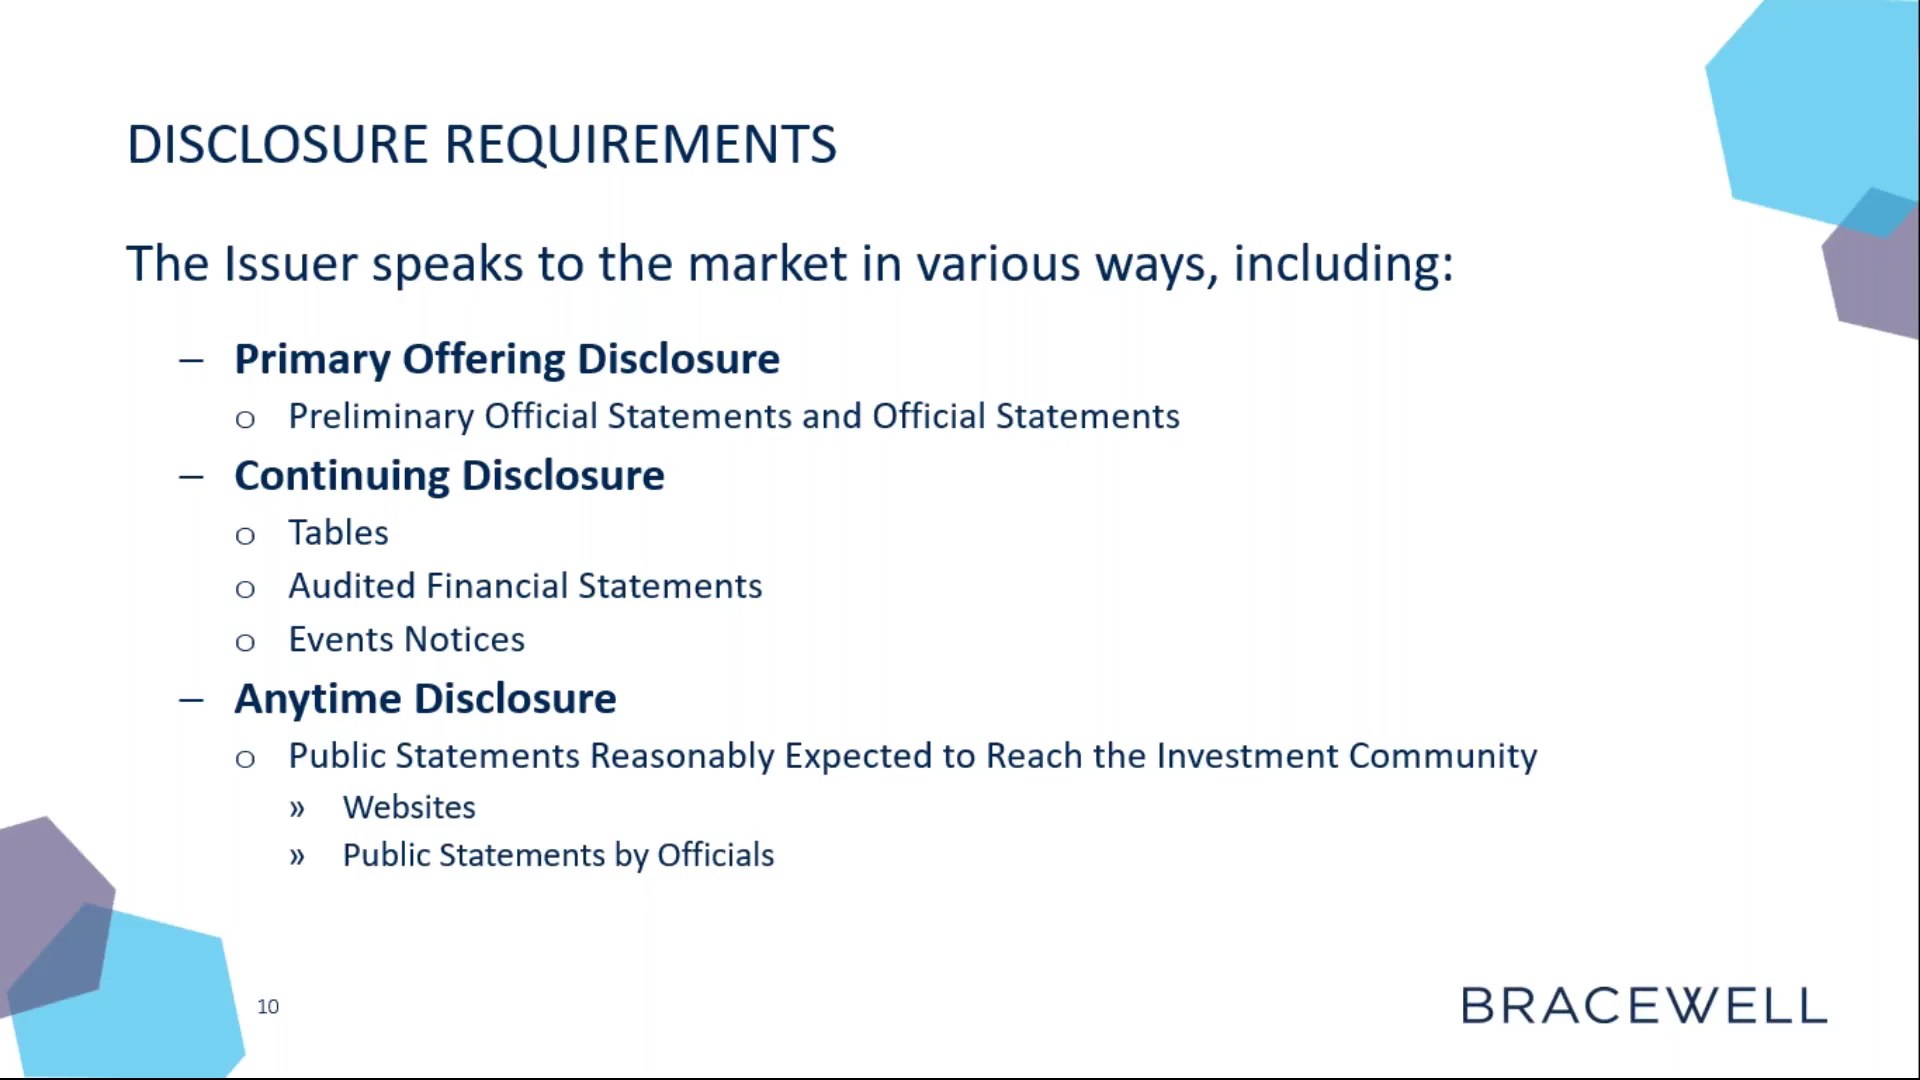 DISCLOSURE REQUIREMENTS
The Issuer speaks to the market in various ways, including:
– Primary Offering Disclosure
o Preliminary Official Statements and Official Statements
– Continuing Disclosure
o Tables
o Audited Financial Statements
o Events Notices
– Anytime Disclosure
o Public Statements Reasonably Expected to Reach the Investment Community
» Websites
» Public Statements by Officials
10
BRACEWELL